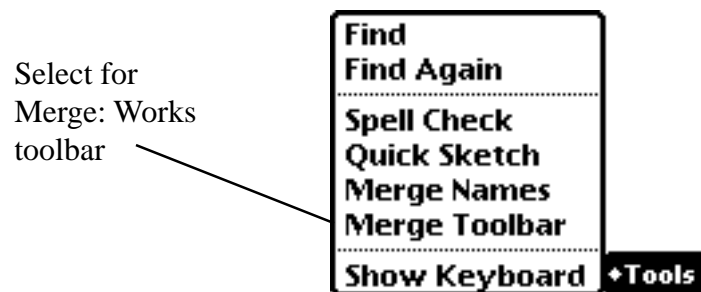 Select for
Merge: Works
toolbar
Find
Find Again
Spell Check
Quick Sketch
Merge Names
Merge Toolbar
Show Keyboard
◆Tools